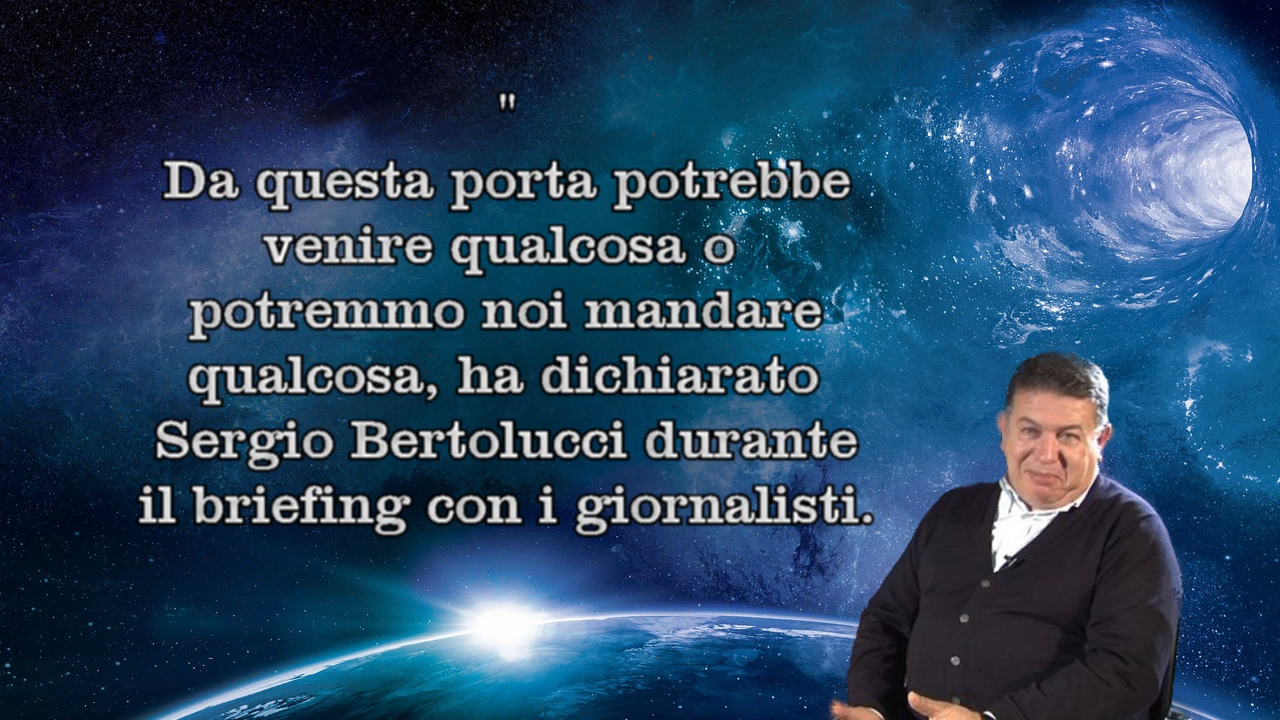 "
Da questa porta potrebbe
venire qualcosa o
potremmo noi mandare
qualcosa, ha dichiarato
Sergio Bertolucci durante
il briefing con i giornalisti.